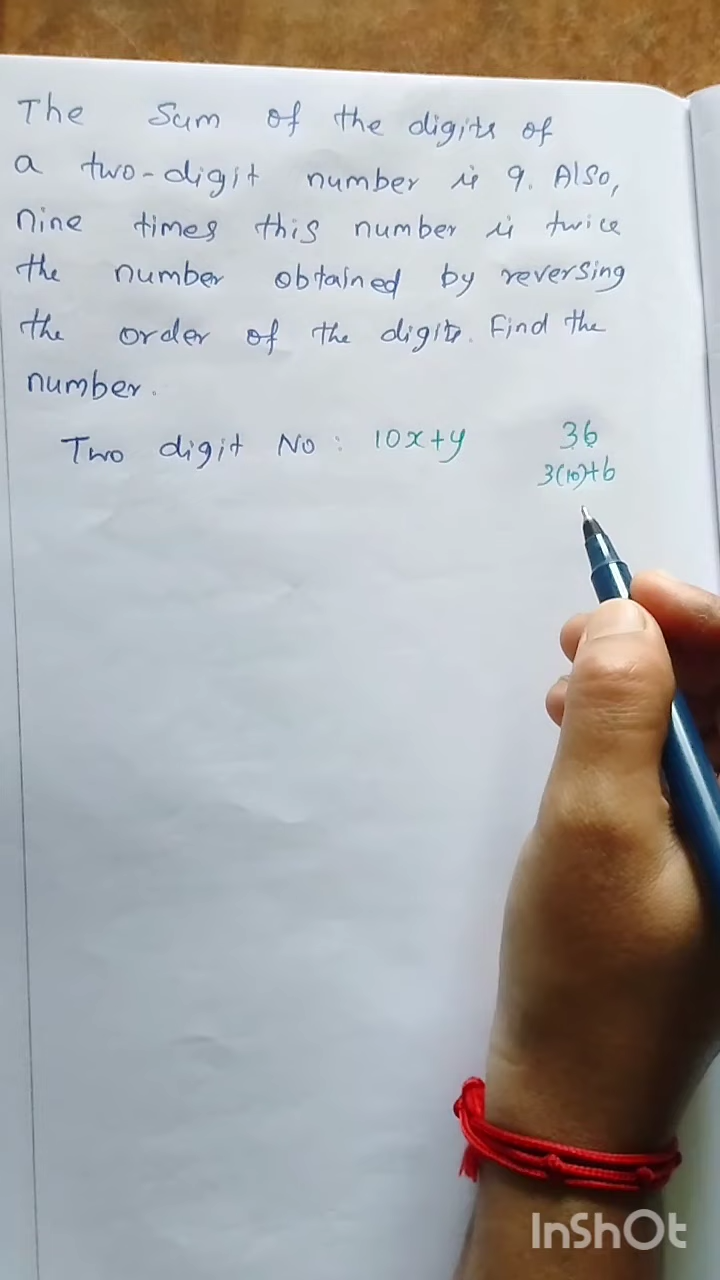 The Sum of the digits of
a two-digit number is 9. Also,
nine times this number is twice
the number obtained by reversing
the order of the digits. Find the
number.
Two digit No: 10x+y 36
3(10)+6
InShOt